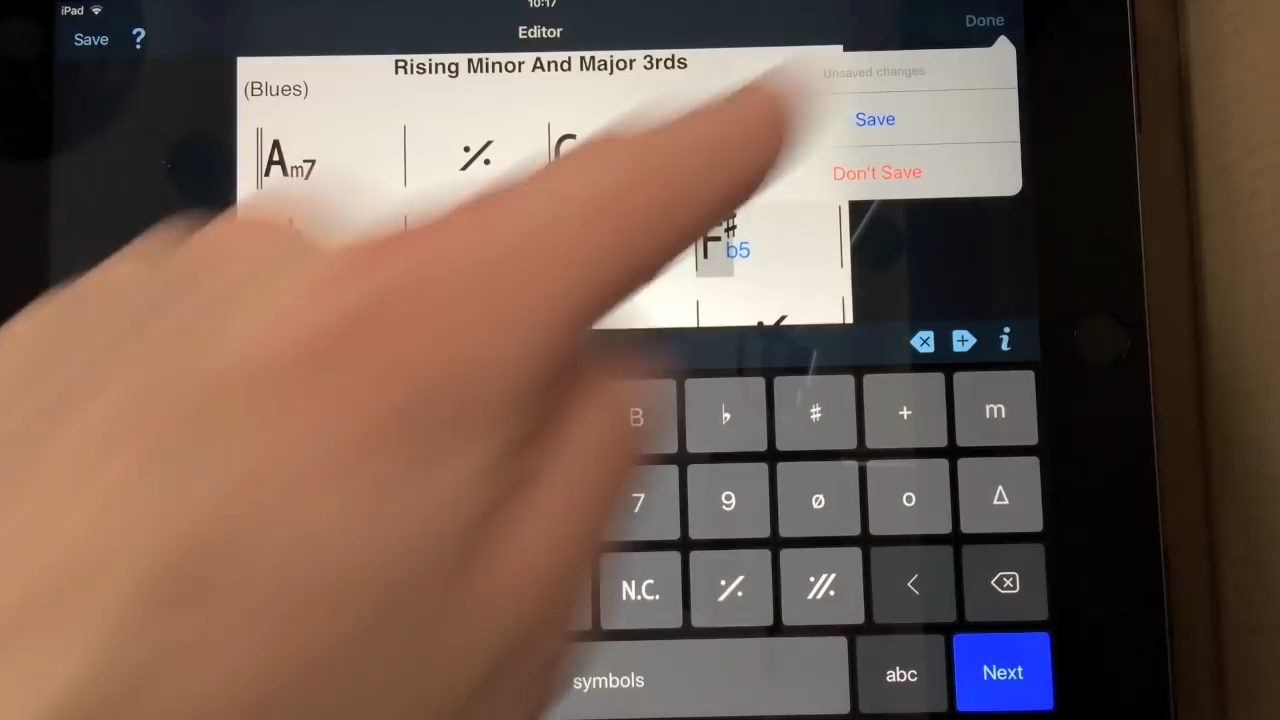 iPad 10:17
Save ? Editor Done
Rising Minor And Major 3rds
Unsaved changes
(Blues)
Save
Am7 𝄎 C
Don't Save
F#b5
i
B ♭ ♯ + m
7 9 ø o Δ
N.C. 𝄎 𝄏 <
symbols abc Next